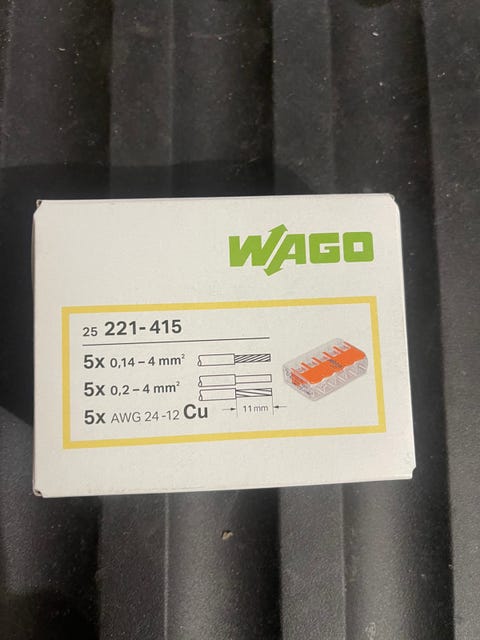 WAGO
25 221-415
5x 0,14-4 mm²
5x 0,2-4 mm²
5x AWG 24-12 Cu
11 mm